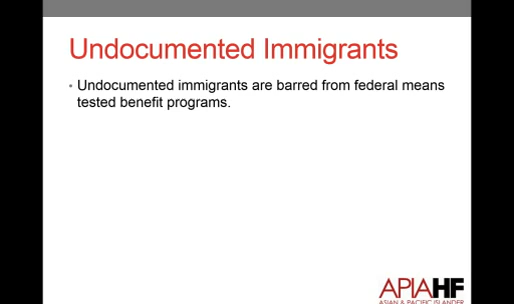 Undocumented Immigrants
• Undocumented immigrants are barred from federal means
tested benefit programs.
APIAHF
ASIAN & PACIFIC ISLANDER